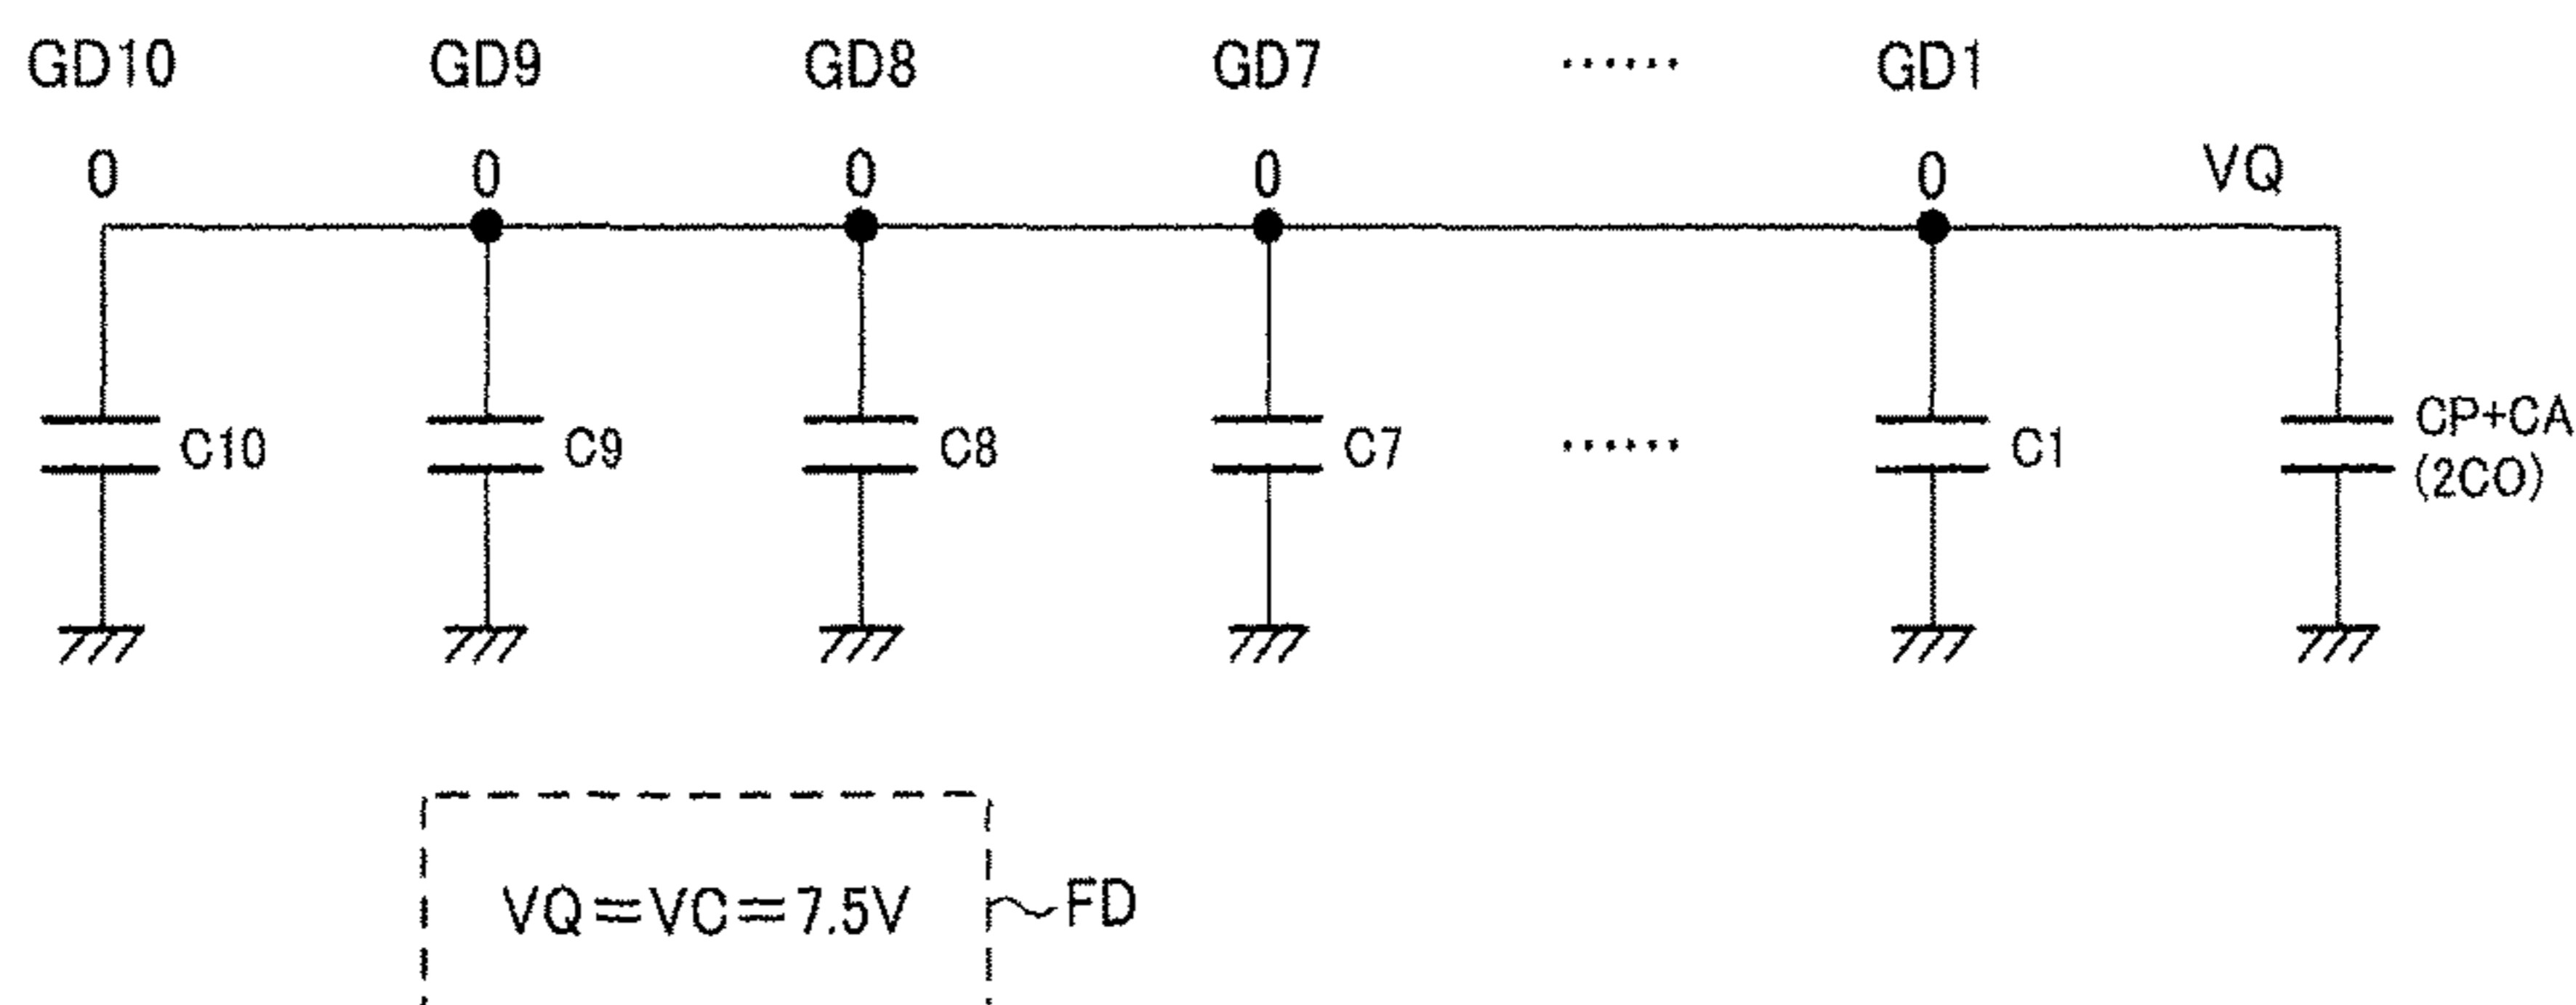 GD10 GD9 GD8 GD7 ······ GD1
0 0 0 0 0 VQ
C10 C9 C8 C7 ······ C1 CP+CA
(2CO)
VQ=VC=7.5V FD